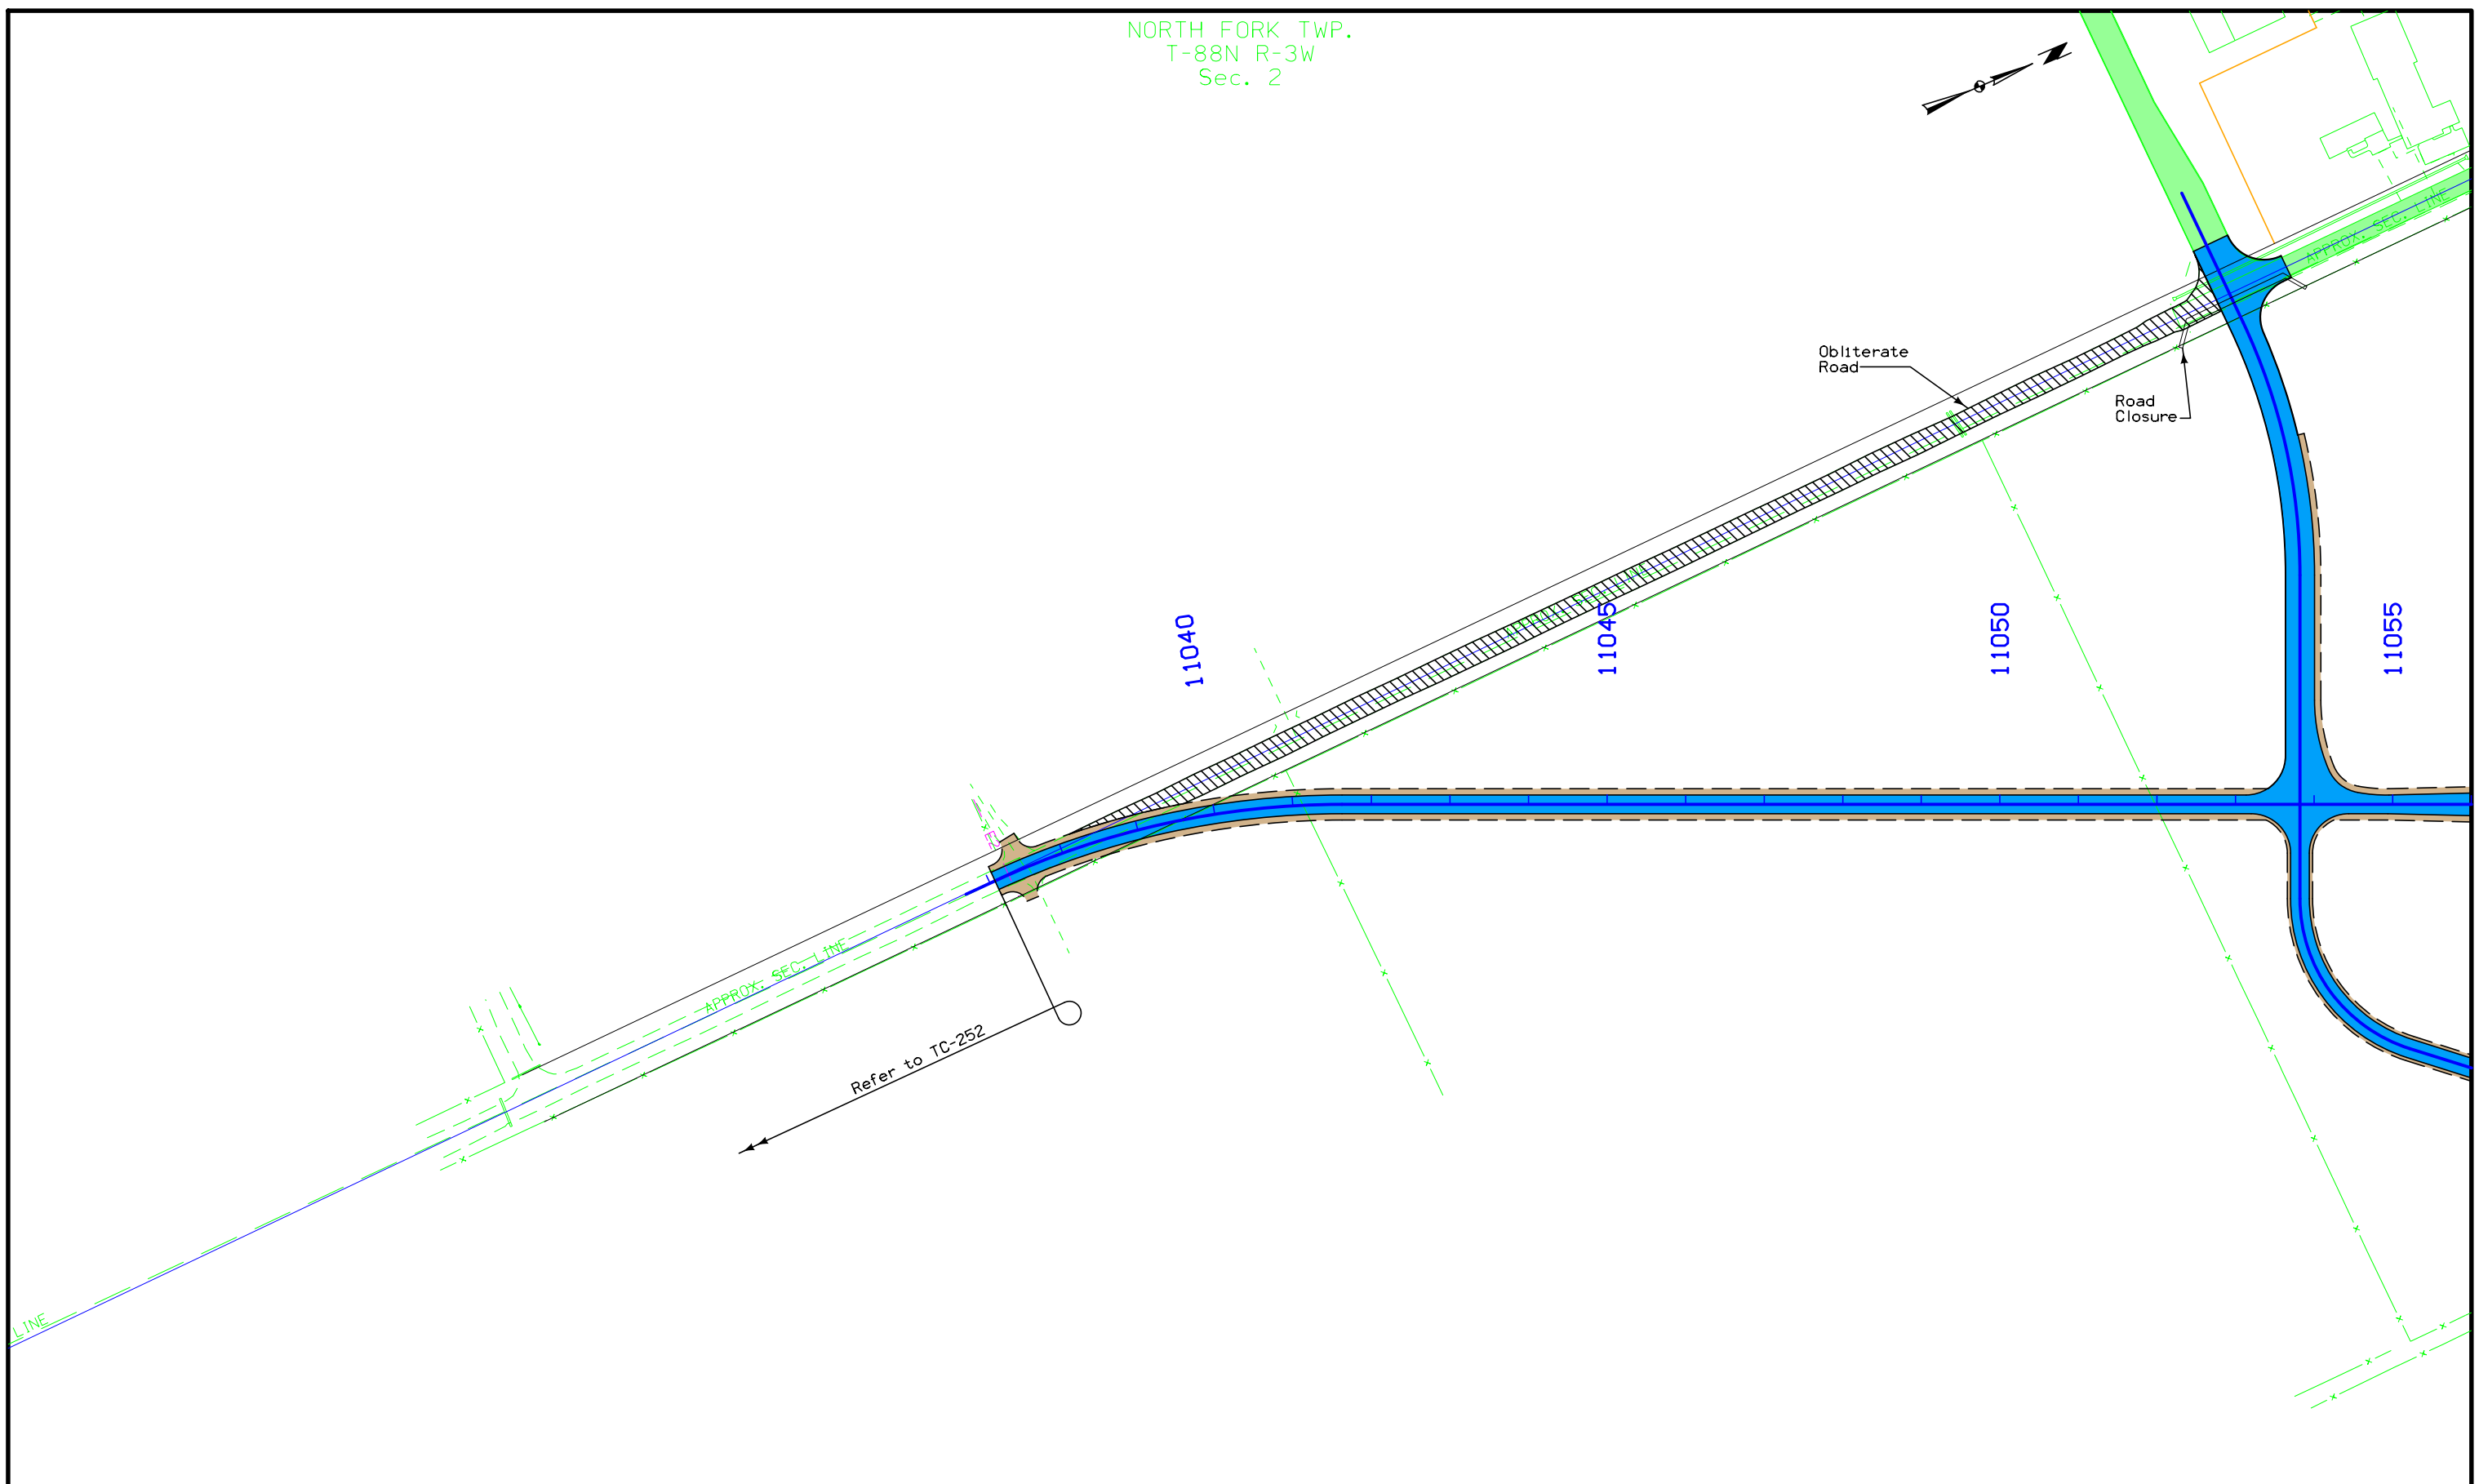 NORTH FORK TWP.
T-88N R-3W
Sec. 2
N
APPROX. SEC. LINE
Obliterate
Road
Road
Closure
11040
11045
11050
11055
APPROX. SEC. LINE
Refer to TC-252
LINE